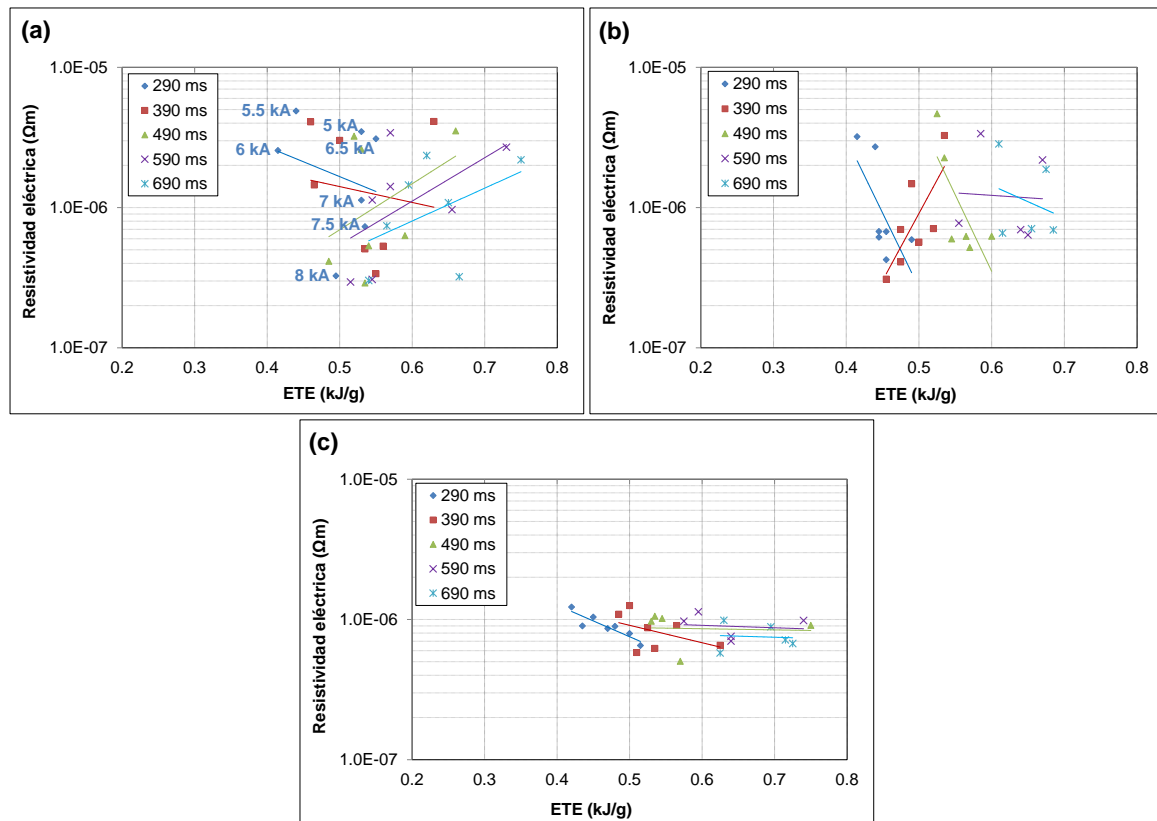 (a)
Resistividad eléctrica (Ωm)
1.0E-05
1.0E-06
1.0E-07
290 ms
390 ms
490 ms
590 ms
690 ms
5.5 kA
5 kA
6.5 kA
6 kA
7 kA
7.5 kA
8 kA
0.2 0.3 0.4 0.5 0.6 0.7 0.8
ETE (kJ/g)
(b)
Resistividad eléctrica (Ωm)
1.0E-05
1.0E-06
1.0E-07
290 ms
390 ms
490 ms
590 ms
690 ms
0.2 0.3 0.4 0.5 0.6 0.7 0.8
ETE (kJ/g)
(c)
Resistividad eléctrica (Ωm)
1.0E-05
1.0E-06
1.0E-07
290 ms
390 ms
490 ms
590 ms
690 ms
0.2 0.3 0.4 0.5 0.6 0.7 0.8
ETE (kJ/g)